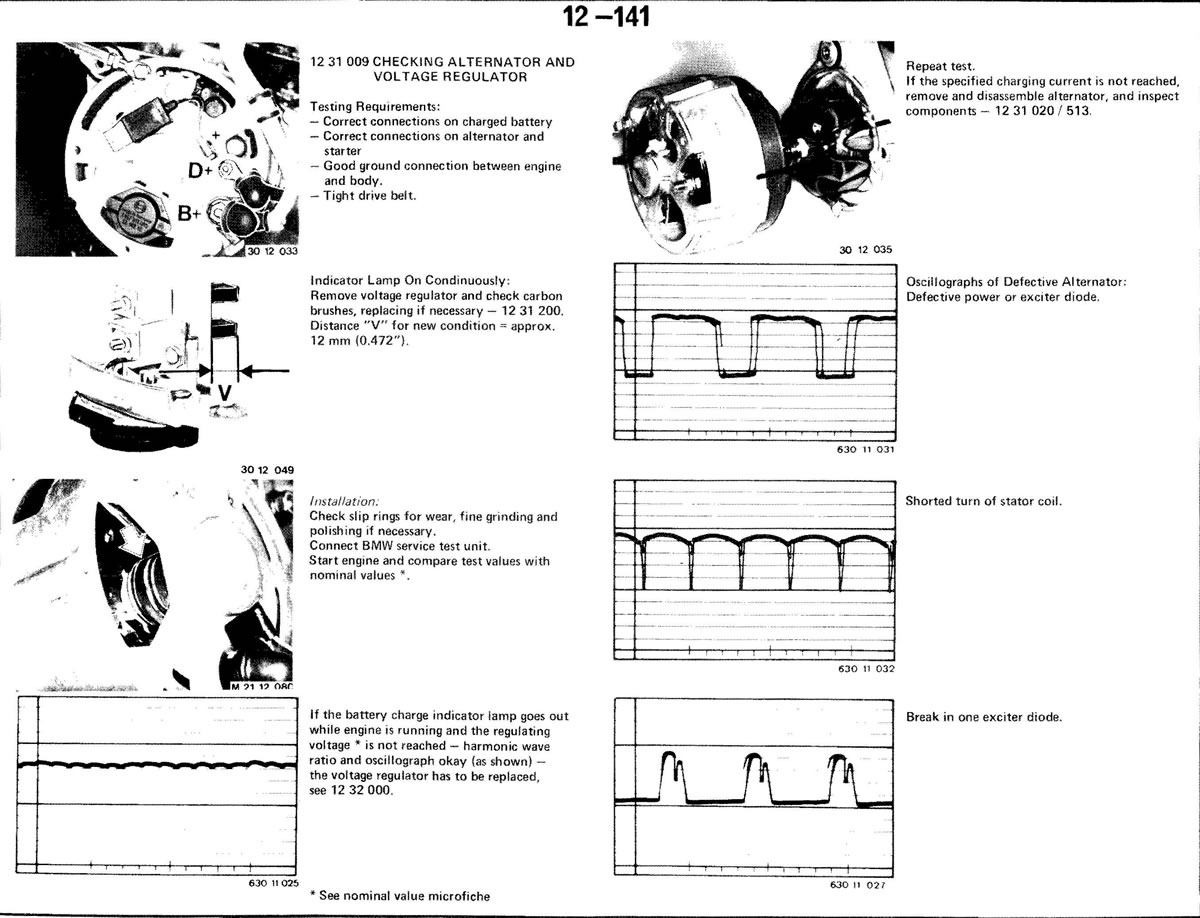 12 —141
12 31 009 CHECKING ALTERNATOR AND
VOLTAGE REGULATOR
Testing Requirements:
— Correct connections on charged battery
— Correct connections on alternator and
starter
— Good ground connection between engine
and body.
— Tight drive belt.
+
D+
B+
30 12 033
Indicator Lamp On Condinuously:
Remove voltage regulator and check carbon
brushes, replacing if necessary — 12 31 200.
Distance "V" for new condition = approx.
12 mm (0.472").
V
30 12 049
Installation:
Check slip rings for wear, fine grinding and
polishing if necessary.
Connect BMW service test unit.
Start engine and compare test values with
nominal values *.
M 21 12 080
If the battery charge indicator lamp goes out
while engine is running and the regulating
voltage * is not reached — harmonic wave
ratio and oscillograph okay (as shown) —
the voltage regulator has to be replaced,
see 12 32 000.
630 11 025
* See nominal value microfiche
Repeat test.
If the specified charging current is not reached,
remove and disassemble alternator, and inspect
components — 12 31 020 / 513.
30 12 035
Oscillographs of Defective Alternator:
Defective power or exciter diode.
630 11 031
Shorted turn of stator coil.
630 11 032
Break in one exciter diode.
630 11 027